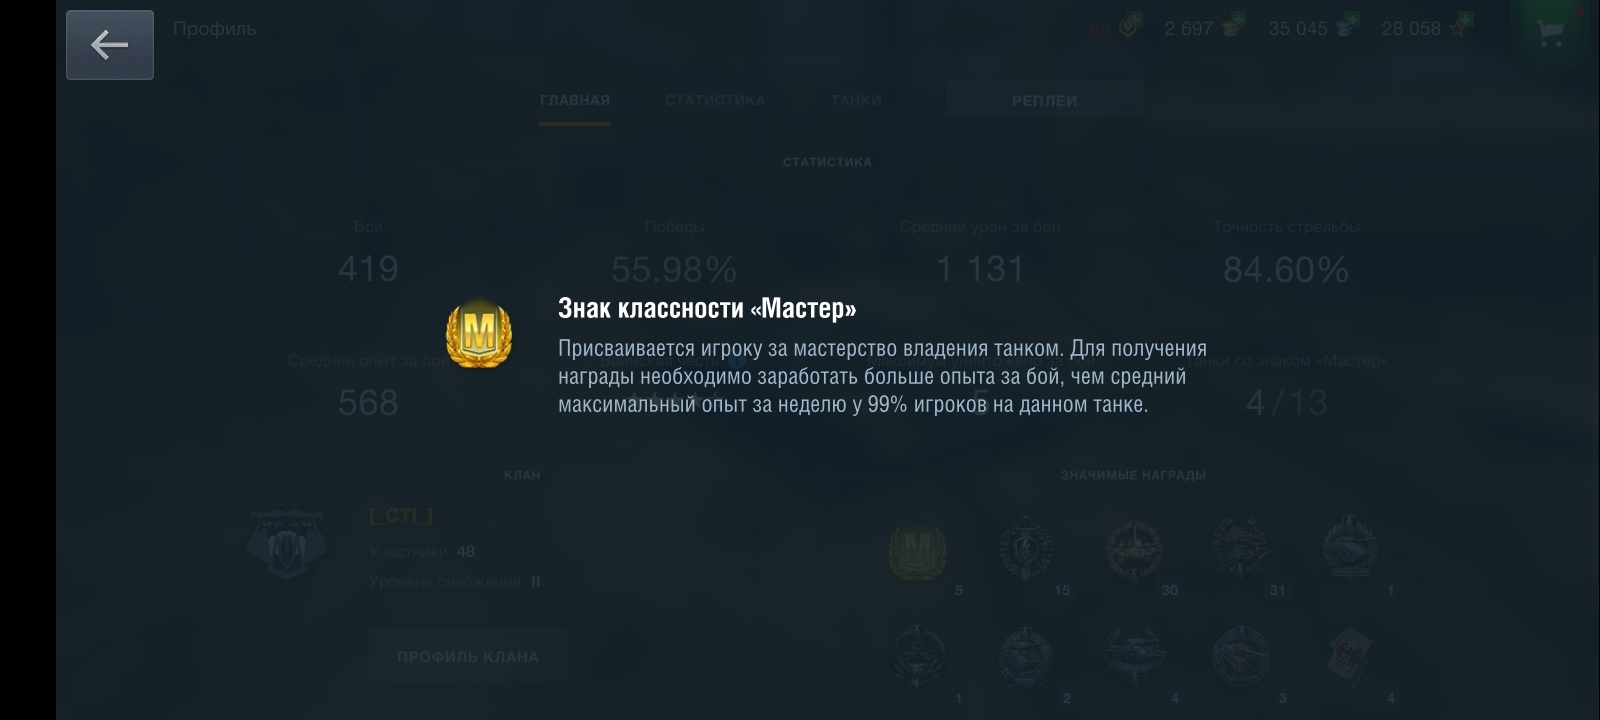 Профиль
0д 2 697 35 045 28 058
ГЛАВНАЯ СТАТИСТИКА ТАНКИ РЕПЛЕИ
СТАТИСТИКА
Бои Победы Средний урон за бой Точность стрельбы
419 55.98% 1 131 84.60%
Знак классности «Мастер»
Присваивается игроку за мастерство владения танком. Для получения
награды необходимо заработать больше опыта за бой, чем средний
максимальный опыт за неделю у 99% игроков на данном танке.
Средний опыт за бой Танки со знаком «Мастер»
568 5 4/13
КЛАН ЗНАЧИМЫЕ НАГРАДЫ
[_CTI_]
Участники: 48
Уровень снабжения: II
M 5 15 30 31 1
ПРОФИЛЬ КЛАНА
1 2 4 3 4